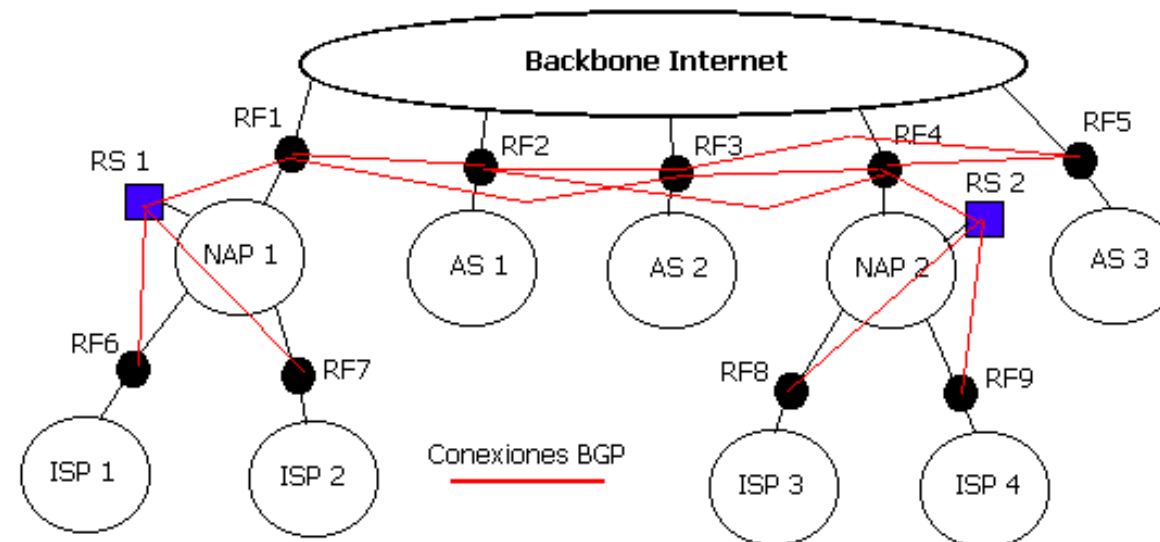 Backbone Internet
RF1
RF2
RF3
RF4
RF5
RS 1
RS 2
NAP 1
AS 1
AS 2
NAP 2
AS 3
RF6
RF7
RF8
RF9
Conexiones BGP
ISP 1
ISP 2
ISP 3
ISP 4